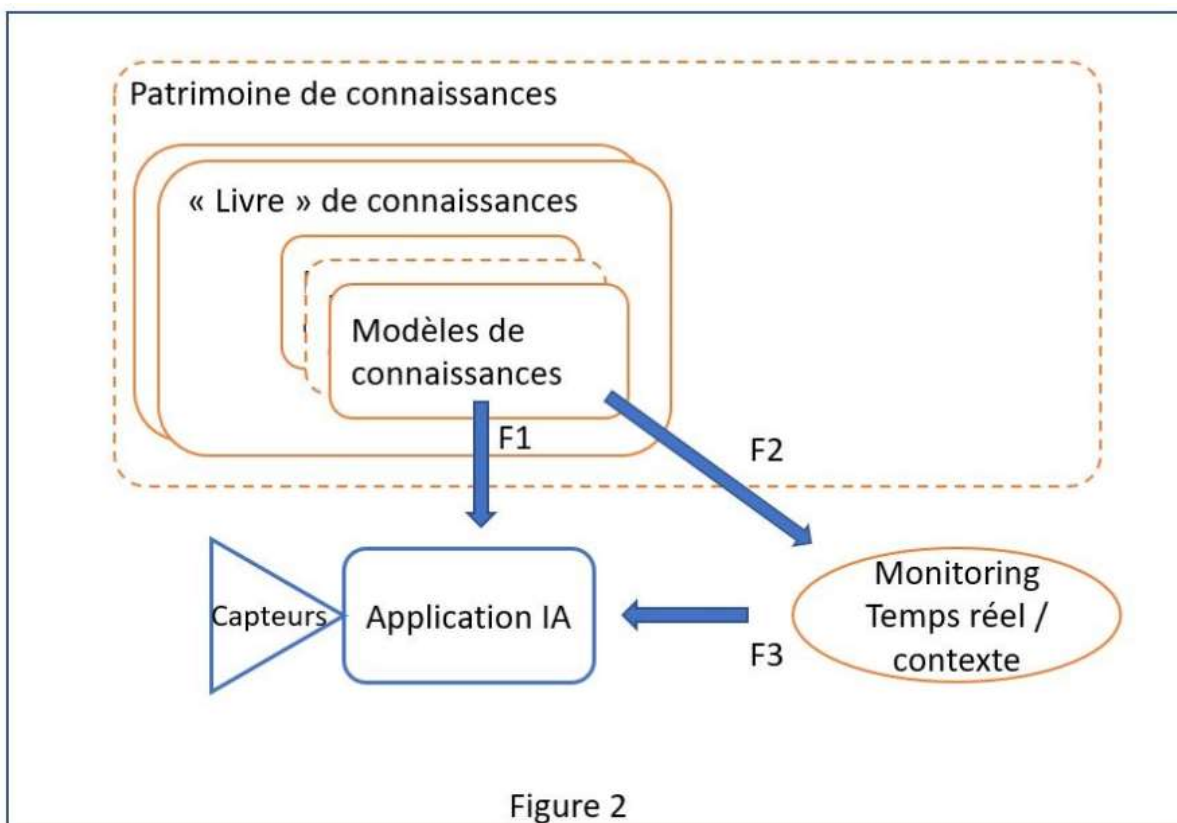 Patrimoine de connaissances
« Livre » de connaissances
Modèles de
connaissances
F1
F2
Capteurs
Application IA
Monitoring
Temps réel /
contexte
F3
Figure 2